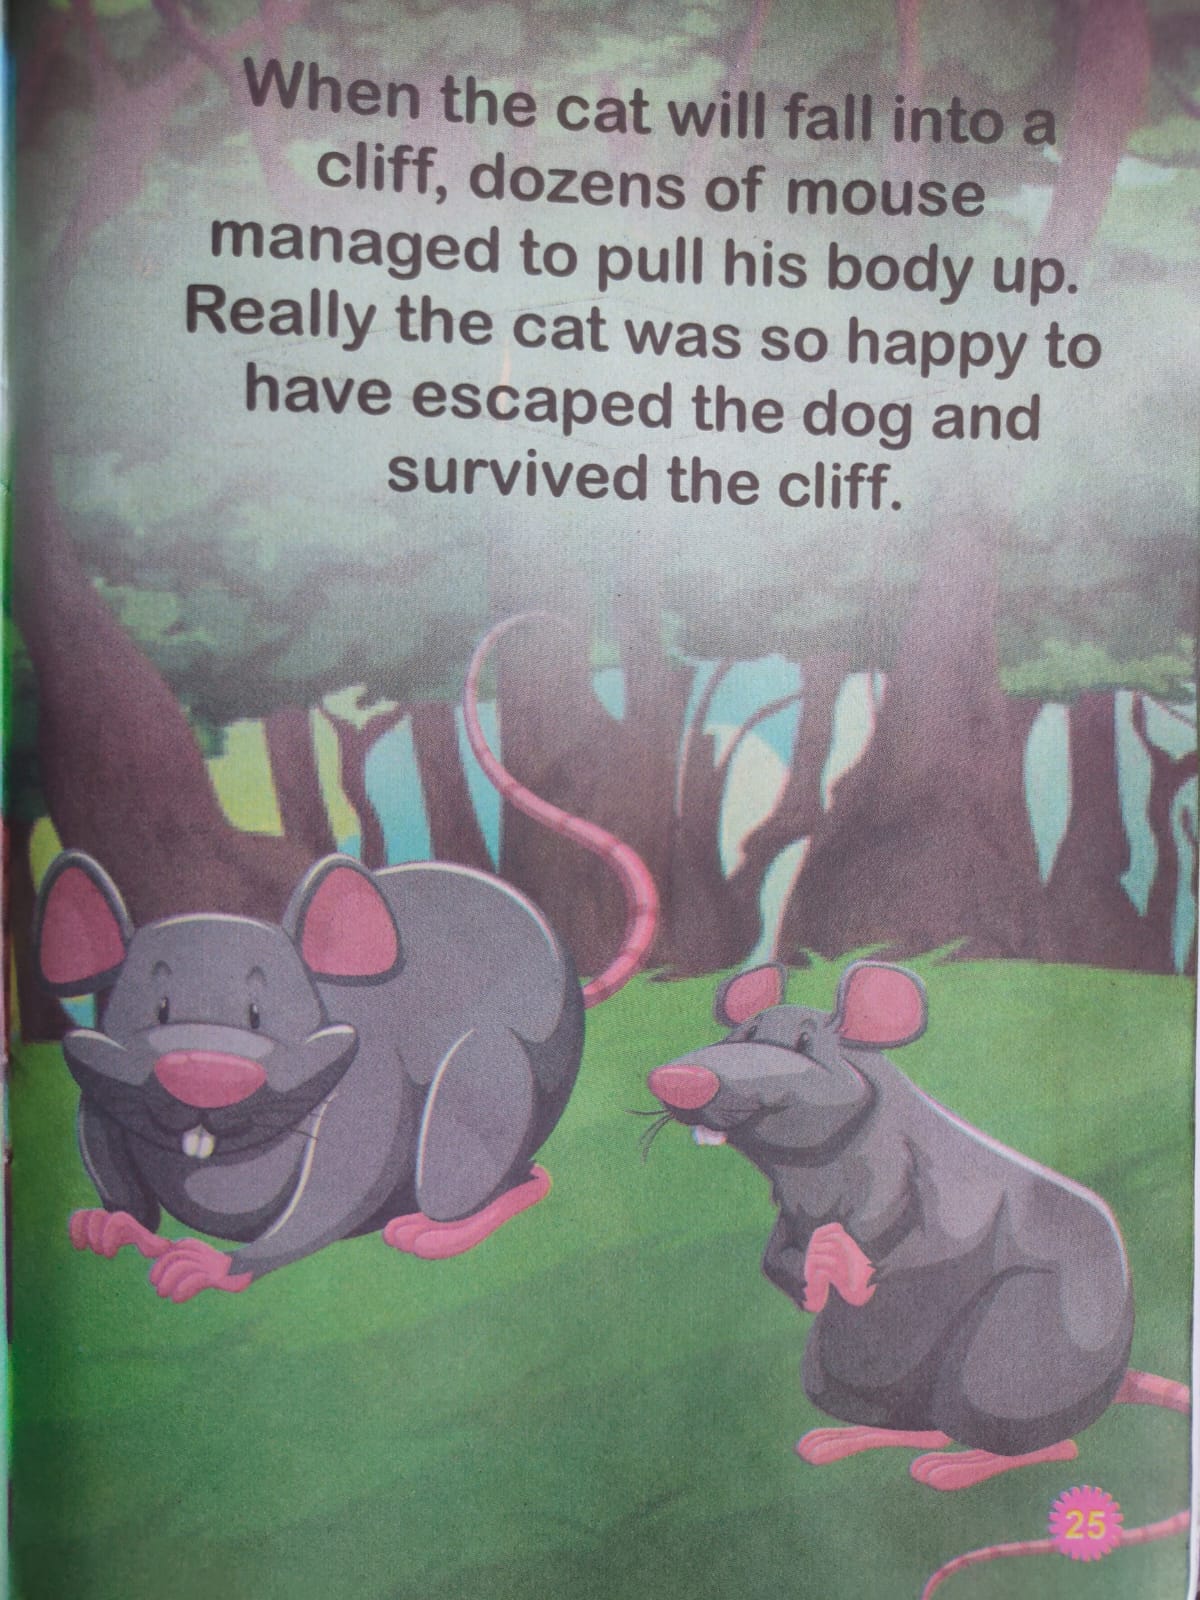 When the cat will fall into a
cliff, dozens of mouse
managed to pull his body up.
Really the cat was so happy to
have escaped the dog and
survived the cliff.
25